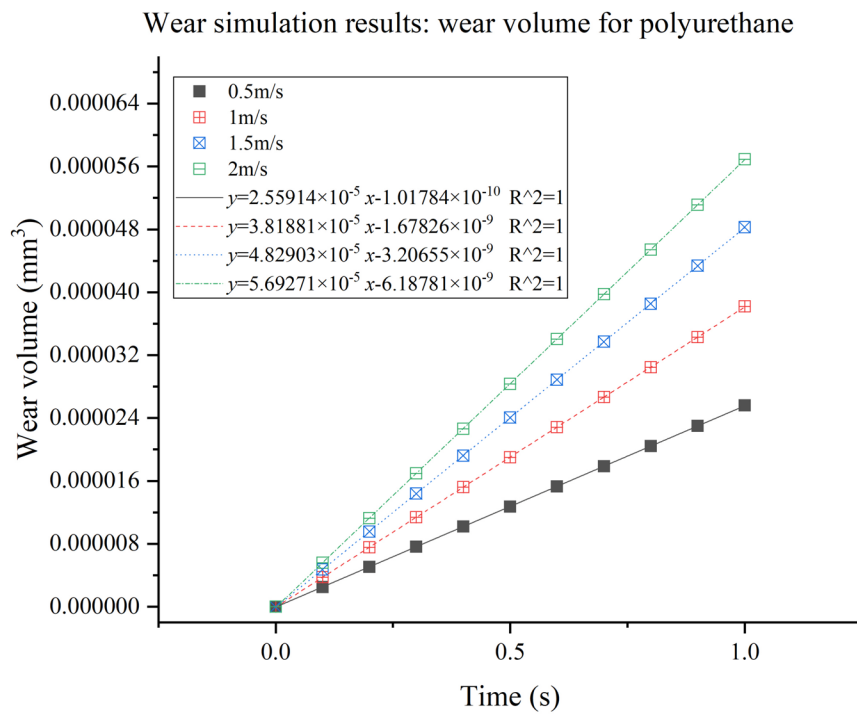 Wear simulation results: wear volume for polyurethane
0.5m/s
1m/s
1.5m/s
2m/s
y=2.55914×10⁻⁵ x-1.01784×10⁻¹⁰ R^2=1
y=3.81881×10⁻⁵ x-1.67826×10⁻⁹ R^2=1
y=4.82903×10⁻⁵ x-3.20655×10⁻⁹ R^2=1
y=5.69271×10⁻⁵ x-6.18781×10⁻⁹ R^2=1
Wear volume (mm³)
0.000064
0.000056
0.000048
0.000040
0.000032
0.000024
0.000016
0.000008
0.000000
0.0 0.5 1.0
Time (s)